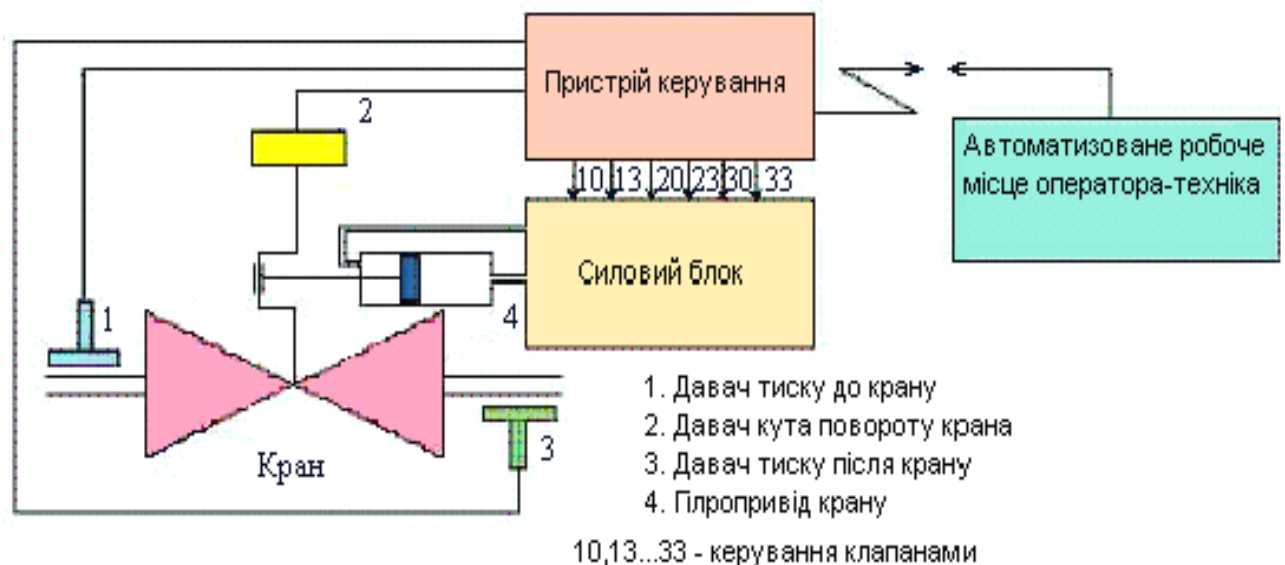 Пристрій керування
2
Автоматизоване робоче
місце оператора-техніка
10 13 20 23 30 33
Силовий блок
1
4
1. Давач тиску до крану
2. Давач кута повороту крана
3
3. Давач тиску після крану
Кран
4. Гілропривід крану
10,13...33 - керування клапанами